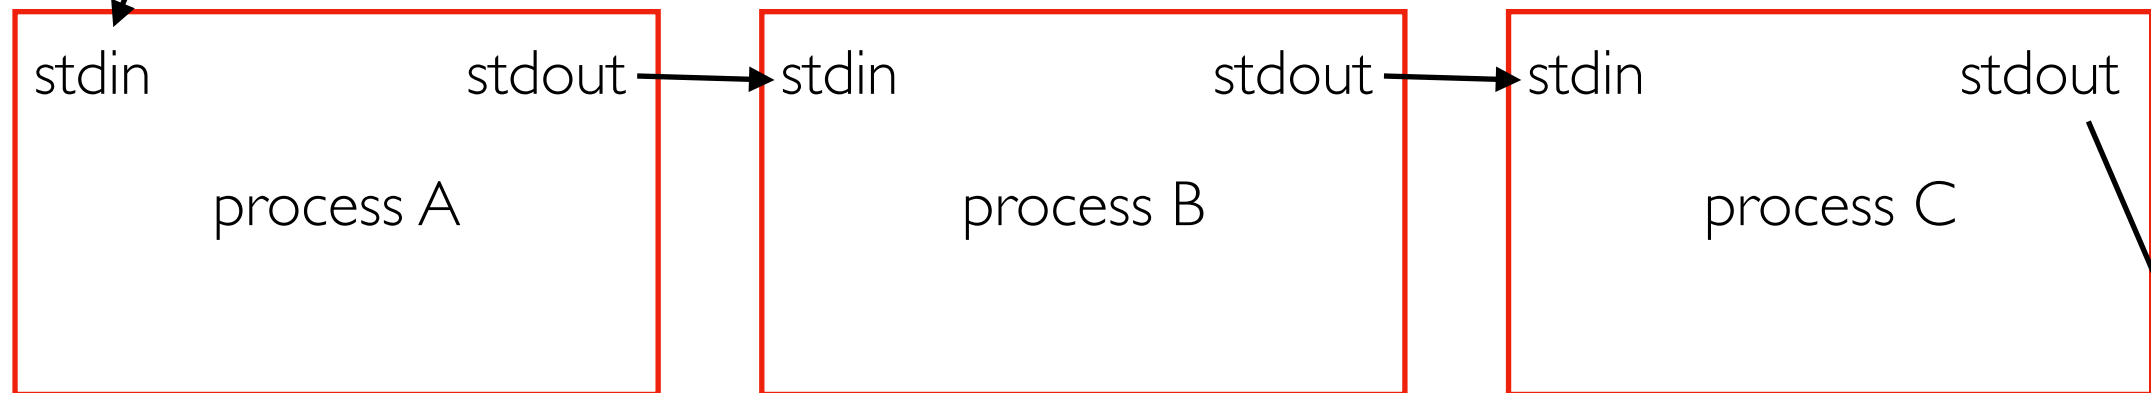 stdin stdout stdin stdout stdin stdout
process A process B process C